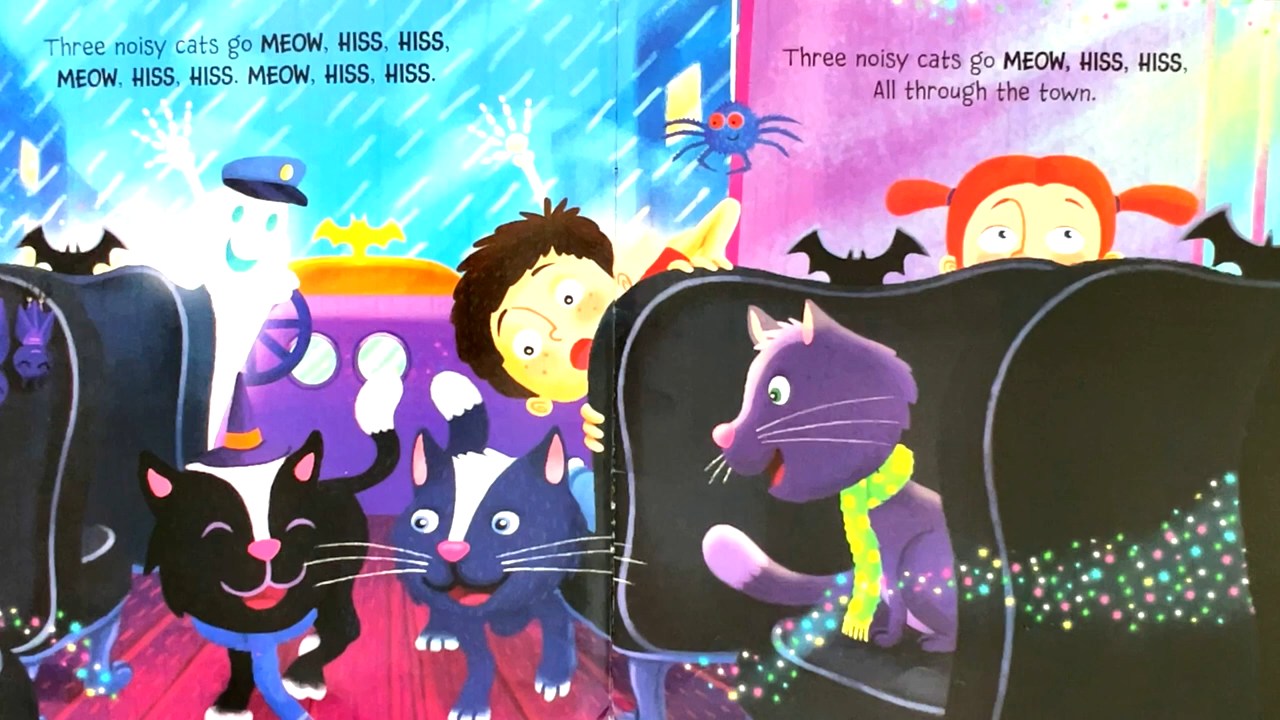 Three noisy cats go MEOW, HISS, HISS,
MEOW, HISS, HISS. MEOW, HISS, HISS.
Three noisy cats go MEOW, HISS, HISS,
All through the town.